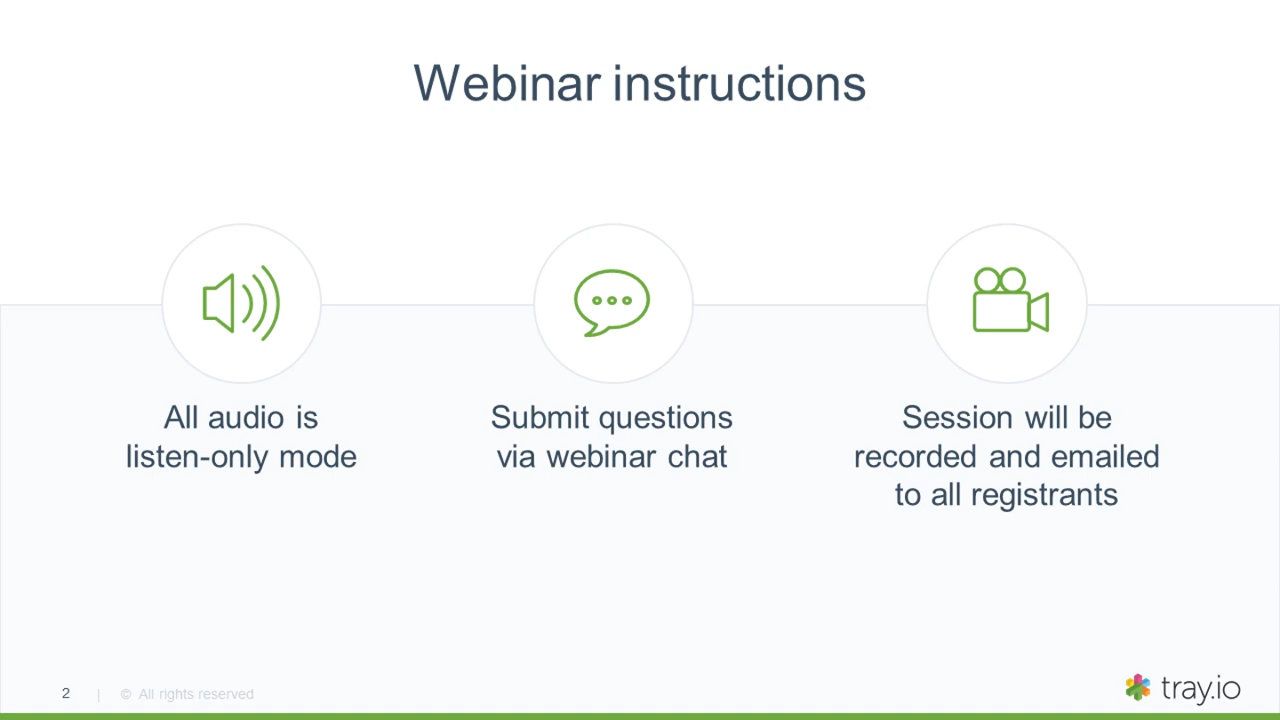 Webinar instructions
All audio is
listen-only mode
Submit questions
via webinar chat
Session will be
recorded and emailed
to all registrants
2 | © All rights reserved
tray.io